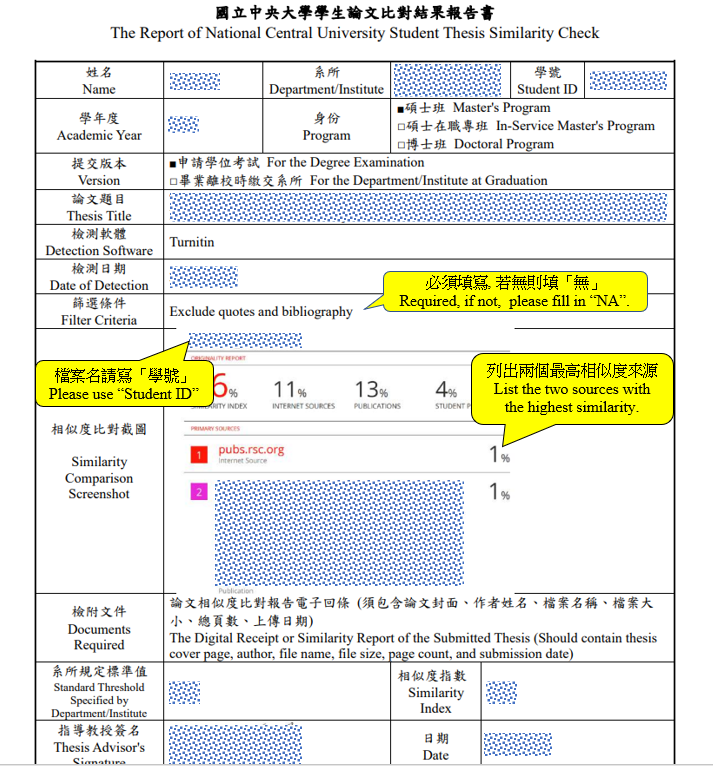 國立中央大學學生論文比對結果報告書
The Report of National Central University Student Thesis Similarity Check
姓名
Name
系所
Department/Institute
學號
Student ID
學年度
Academic Year
身份
Program
■碩士班 Master's Program
□碩士在職專班 In-Service Master's Program
□博士班 Doctoral Program
提交版本
Version
■申請學位考試 For the Degree Examination
□畢業離校時繳交系所 For the Department/Institute at Graduation
論文題目
Thesis Title
檢測軟體
Detection Software
Turnitin
檢測日期
Date of Detection
篩選條件
Filter Criteria
Exclude quotes and bibliography
必須填寫, 若無則填「無」
Required, if not, please fill in “NA”.
檔案名請寫「學號」
Please use “Student ID”
列出兩個最高相似度來源
List the two sources with
the highest similarity.
相似度比對截圖
Similarity
Comparison
Screenshot
ORIGINALITY REPORT
6%
11%
13%
4%
INDEX
INTERNET SOURCES
PUBLICATIONS
STUDENT
PRIMARY SOURCES
1
pubs.rsc.org
Internet Source
1%
2
1%
Publication
檢附文件
Documents
Required
論文相似度比對報告電子回條 (須包含論文封面、作者姓名、檔案名稱、檔案大
小、總頁數、上傳日期)
The Digital Receipt or Similarity Report of the Submitted Thesis (Should contain thesis
cover page, author, file name, file size, page count, and submission date)
系所規定標準值
Standard Threshold
Specified by
Department/Institute
相似度指數
Similarity
Index
指導教授簽名
Thesis Advisor's
Signature
日期
Date